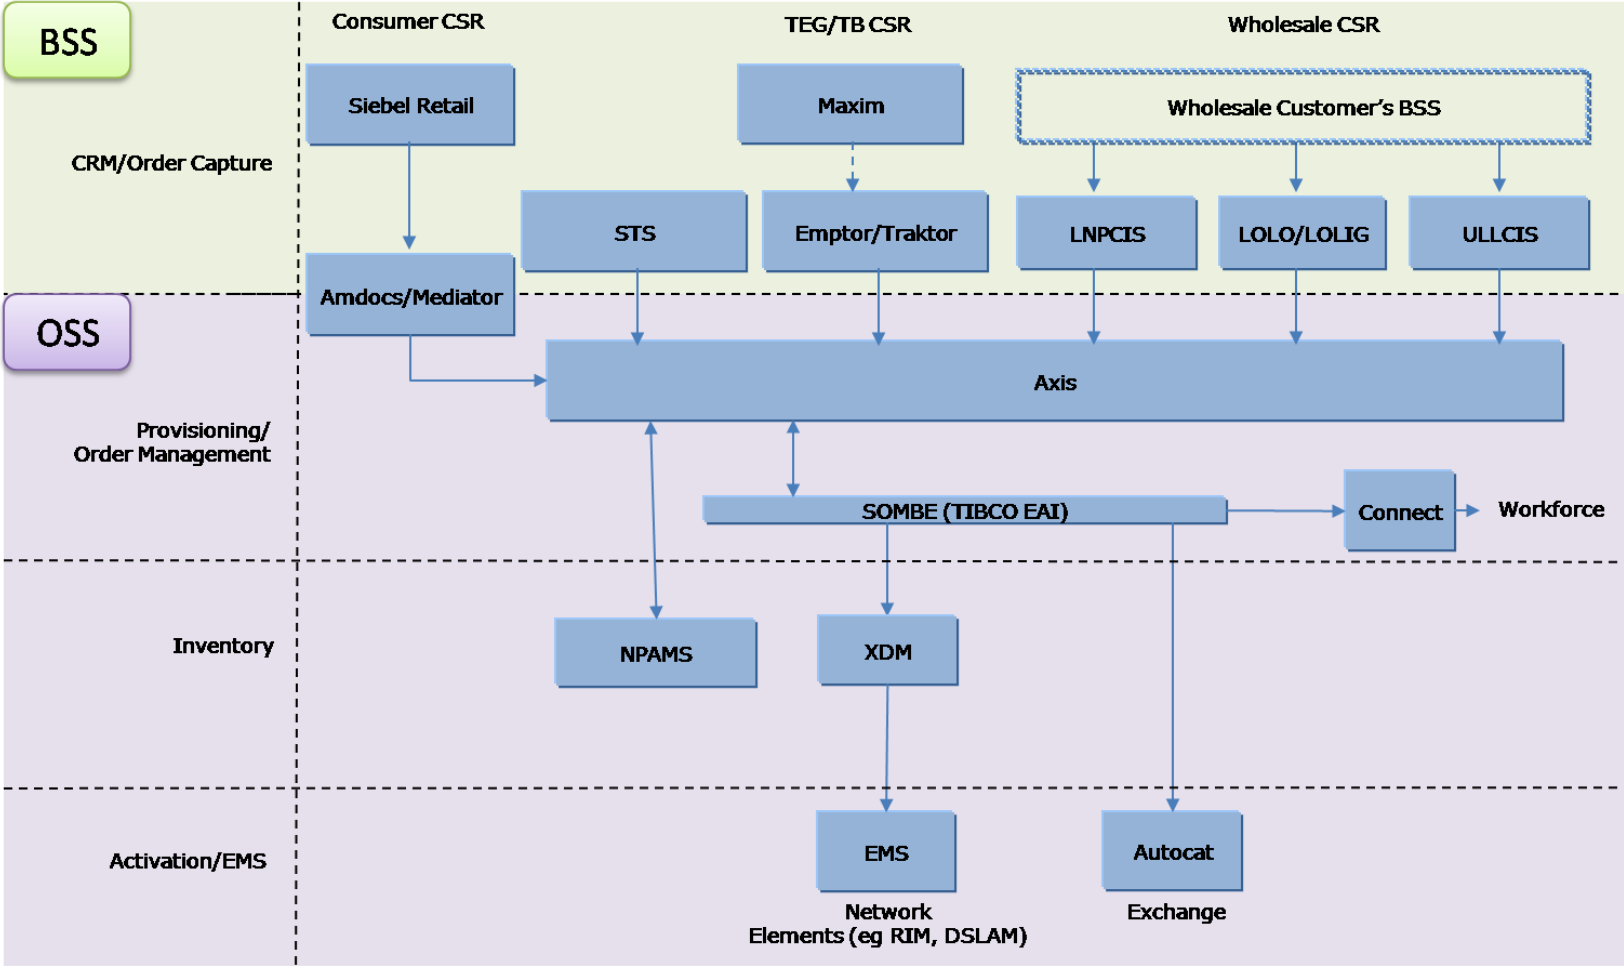 BSS
Consumer CSR
TEG/TB CSR
Wholesale CSR
Siebel Retail
Maxim
Wholesale Customer's BSS
CRM/Order Capture
STS
Emptor/Traktor
LNPCIS
LOLO/LOLIG
ULLCIS
Amdocs/Mediator
OSS
Axis
Provisioning/
Order Management
SOMBE (TIBCO EAI)
Connect
Workforce
Inventory
NPAMS
XDM
Activation/EMS
EMS
Autocat
Network
Elements (eg RIM, DSLAM)
Exchange